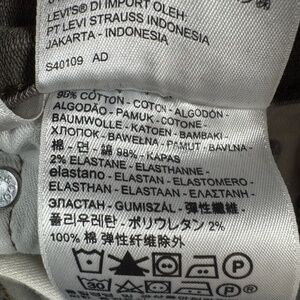 LEVI'S® DI IMPORT OLEH:
PT LEVI STRAUSS INDONESIA
JAKARTA - INDONESIA
S40109 AD
98% COTTON - COTON - ALGODÓN -
ALGODÃO - PAMUK - COTONE -
BAUMWOLLE - KATOEN - BAMBAKI -
ХЛОПОК - BAWEŁNA - PAMUT - BAVLNA -
棉 - 면 - 綿 98% - KAPAS
2% ELASTANE - ELASTHANNE -
elastano - ELASTAN - ELASTOMERO -
ELASTHAN - ELASTAAN - ΕΛΑΣΤΑΝΗ -
ЭЛАСТАН - GUMISZÁL - 弾性纖維 -
폴리우레탄 - ポリウレタン 2%
100% 棉 弹性纤维除外
30
P